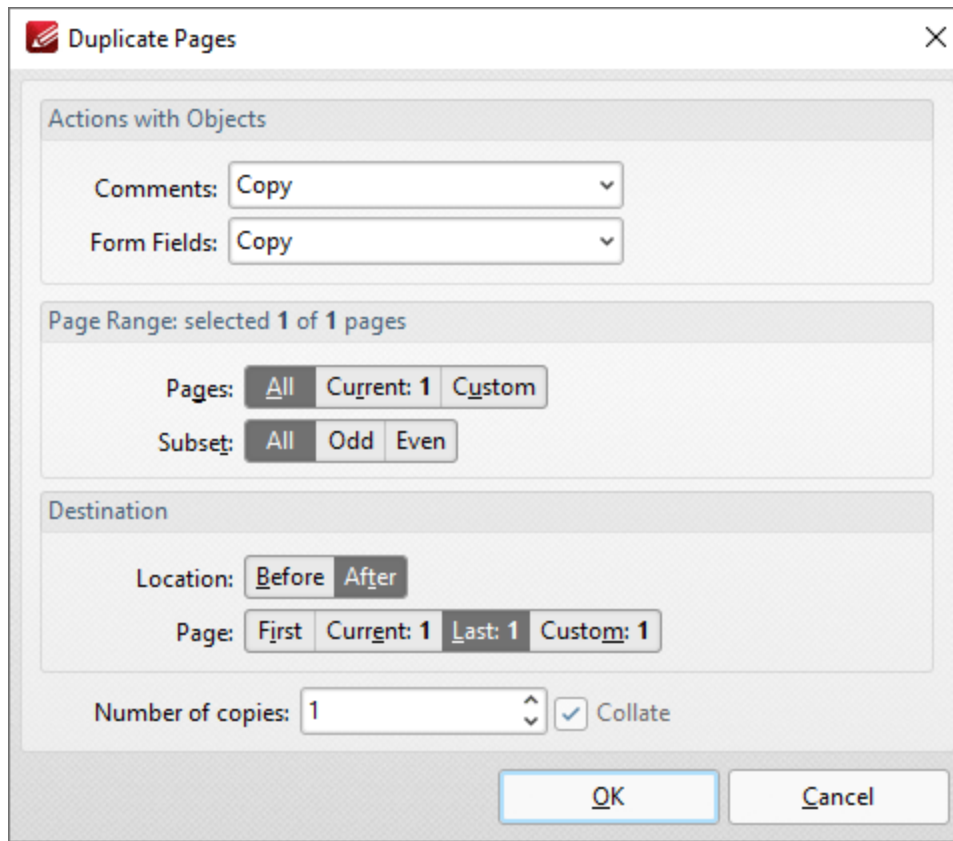 Duplicate Pages
Actions with Objects
Comments: Copy
Form Fields: Copy
Page Range: selected 1 of 1 pages
Pages: All Current: 1 Custom
Subset: All Odd Even
Destination
Location: Before After
Page: First Current: 1 Last: 1 Custom: 1
Number of copies: 1 Collate
OK Cancel